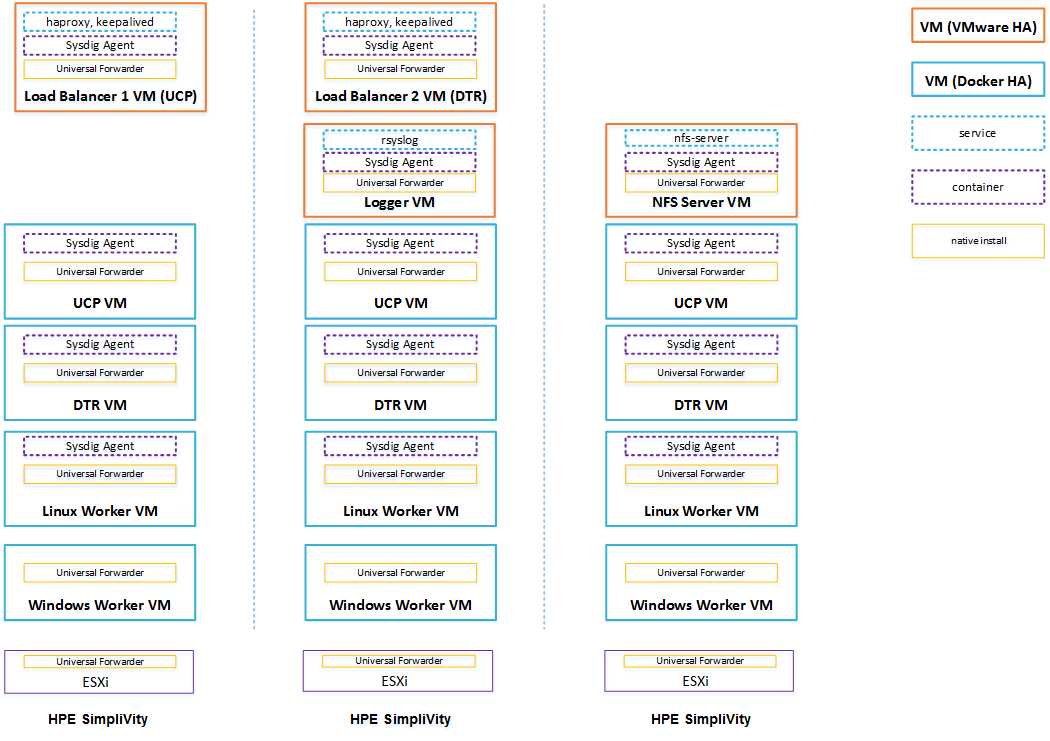 haproxy, keepalived
Sysdig Agent
Universal Forwarder
Load Balancer 1 VM (UCP)
Sysdig Agent
Universal Forwarder
UCP VM
Sysdig Agent
Universal Forwarder
DTR VM
Sysdig Agent
Universal Forwarder
Linux Worker VM
Universal Forwarder
Windows Worker VM
Universal Forwarder
ESXi
HPE SimpliVity
haproxy, keepalived
Sysdig Agent
Universal Forwarder
Load Balancer 2 VM (DTR)
rsyslog
Sysdig Agent
Universal Forwarder
Logger VM
Sysdig Agent
Universal Forwarder
UCP VM
Sysdig Agent
Universal Forwarder
DTR VM
Sysdig Agent
Universal Forwarder
Linux Worker VM
Universal Forwarder
Windows Worker VM
Universal Forwarder
ESXi
HPE SimpliVity
nfs-server
Sysdig Agent
Universal Forwarder
NFS Server VM
Sysdig Agent
Universal Forwarder
UCP VM
Sysdig Agent
Universal Forwarder
DTR VM
Sysdig Agent
Universal Forwarder
Linux Worker VM
Universal Forwarder
Windows Worker VM
Universal Forwarder
ESXi
HPE SimpliVity
VM (VMware HA)
VM (Docker HA)
service
container
native install